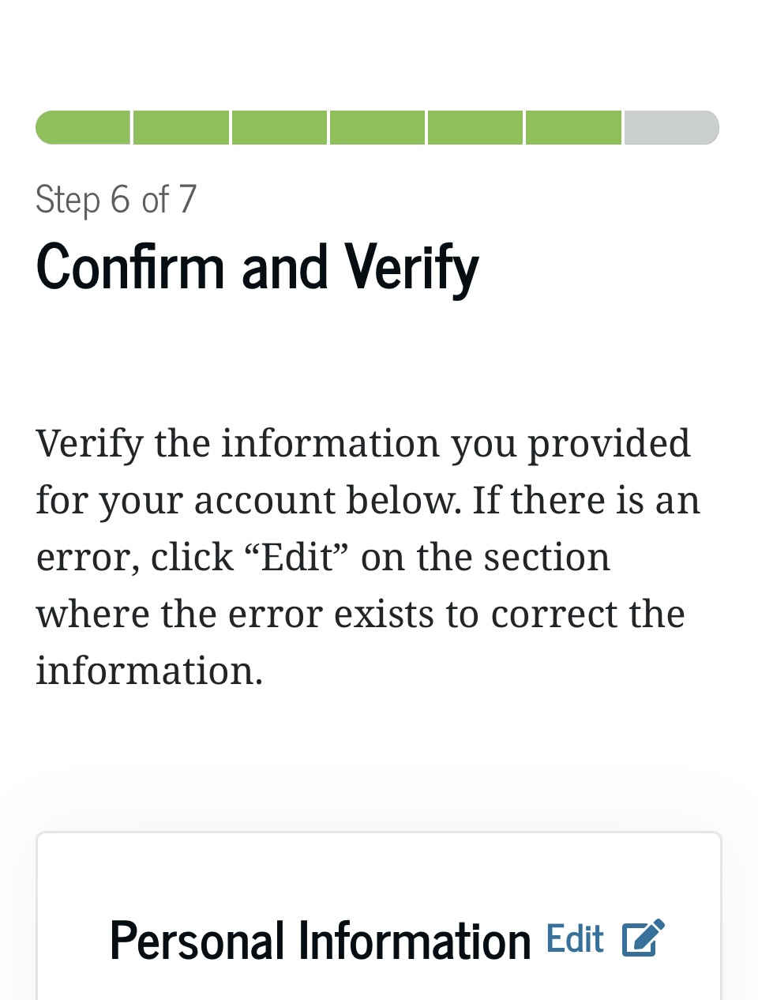 Step 6 of 7
Confirm and Verify
Verify the information you provided
for your account below. If there is an
error, click “Edit” on the section
where the error exists to correct the
information.
Personal Information Edit